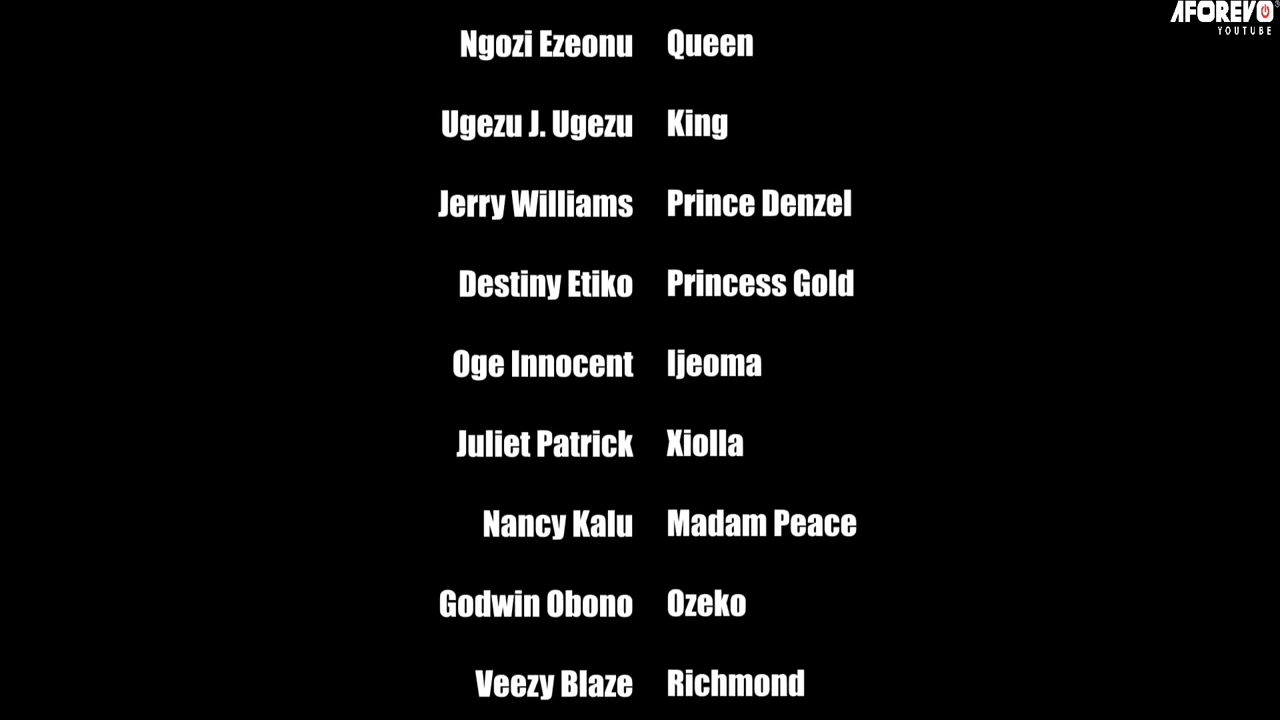 AFOREVO
YOUTUBE
Ngozi Ezeonu Queen
Ugezu J. Ugezu King
Jerry Williams Prince Denzel
Destiny Etiko Princess Gold
Oge Innocent Ijeoma
Juliet Patrick Xiolla
Nancy Kalu Madam Peace
Godwin Obono Ozeko
Veezy Blaze Richmond